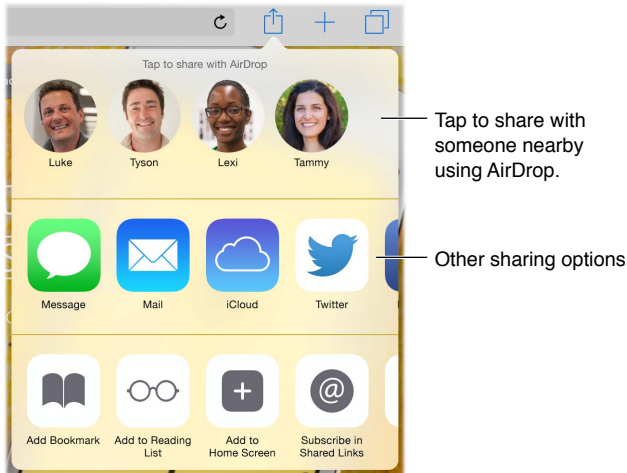 Tap to share with AirDrop
Luke
Tyson
Lexi
Tammy
Tap to share with
someone nearby
using AirDrop.
Message
Mail
iCloud
Twitter
Other sharing options
Add Bookmark
Add to Reading
List
Add to
Home Screen
Subscribe in
Shared Links